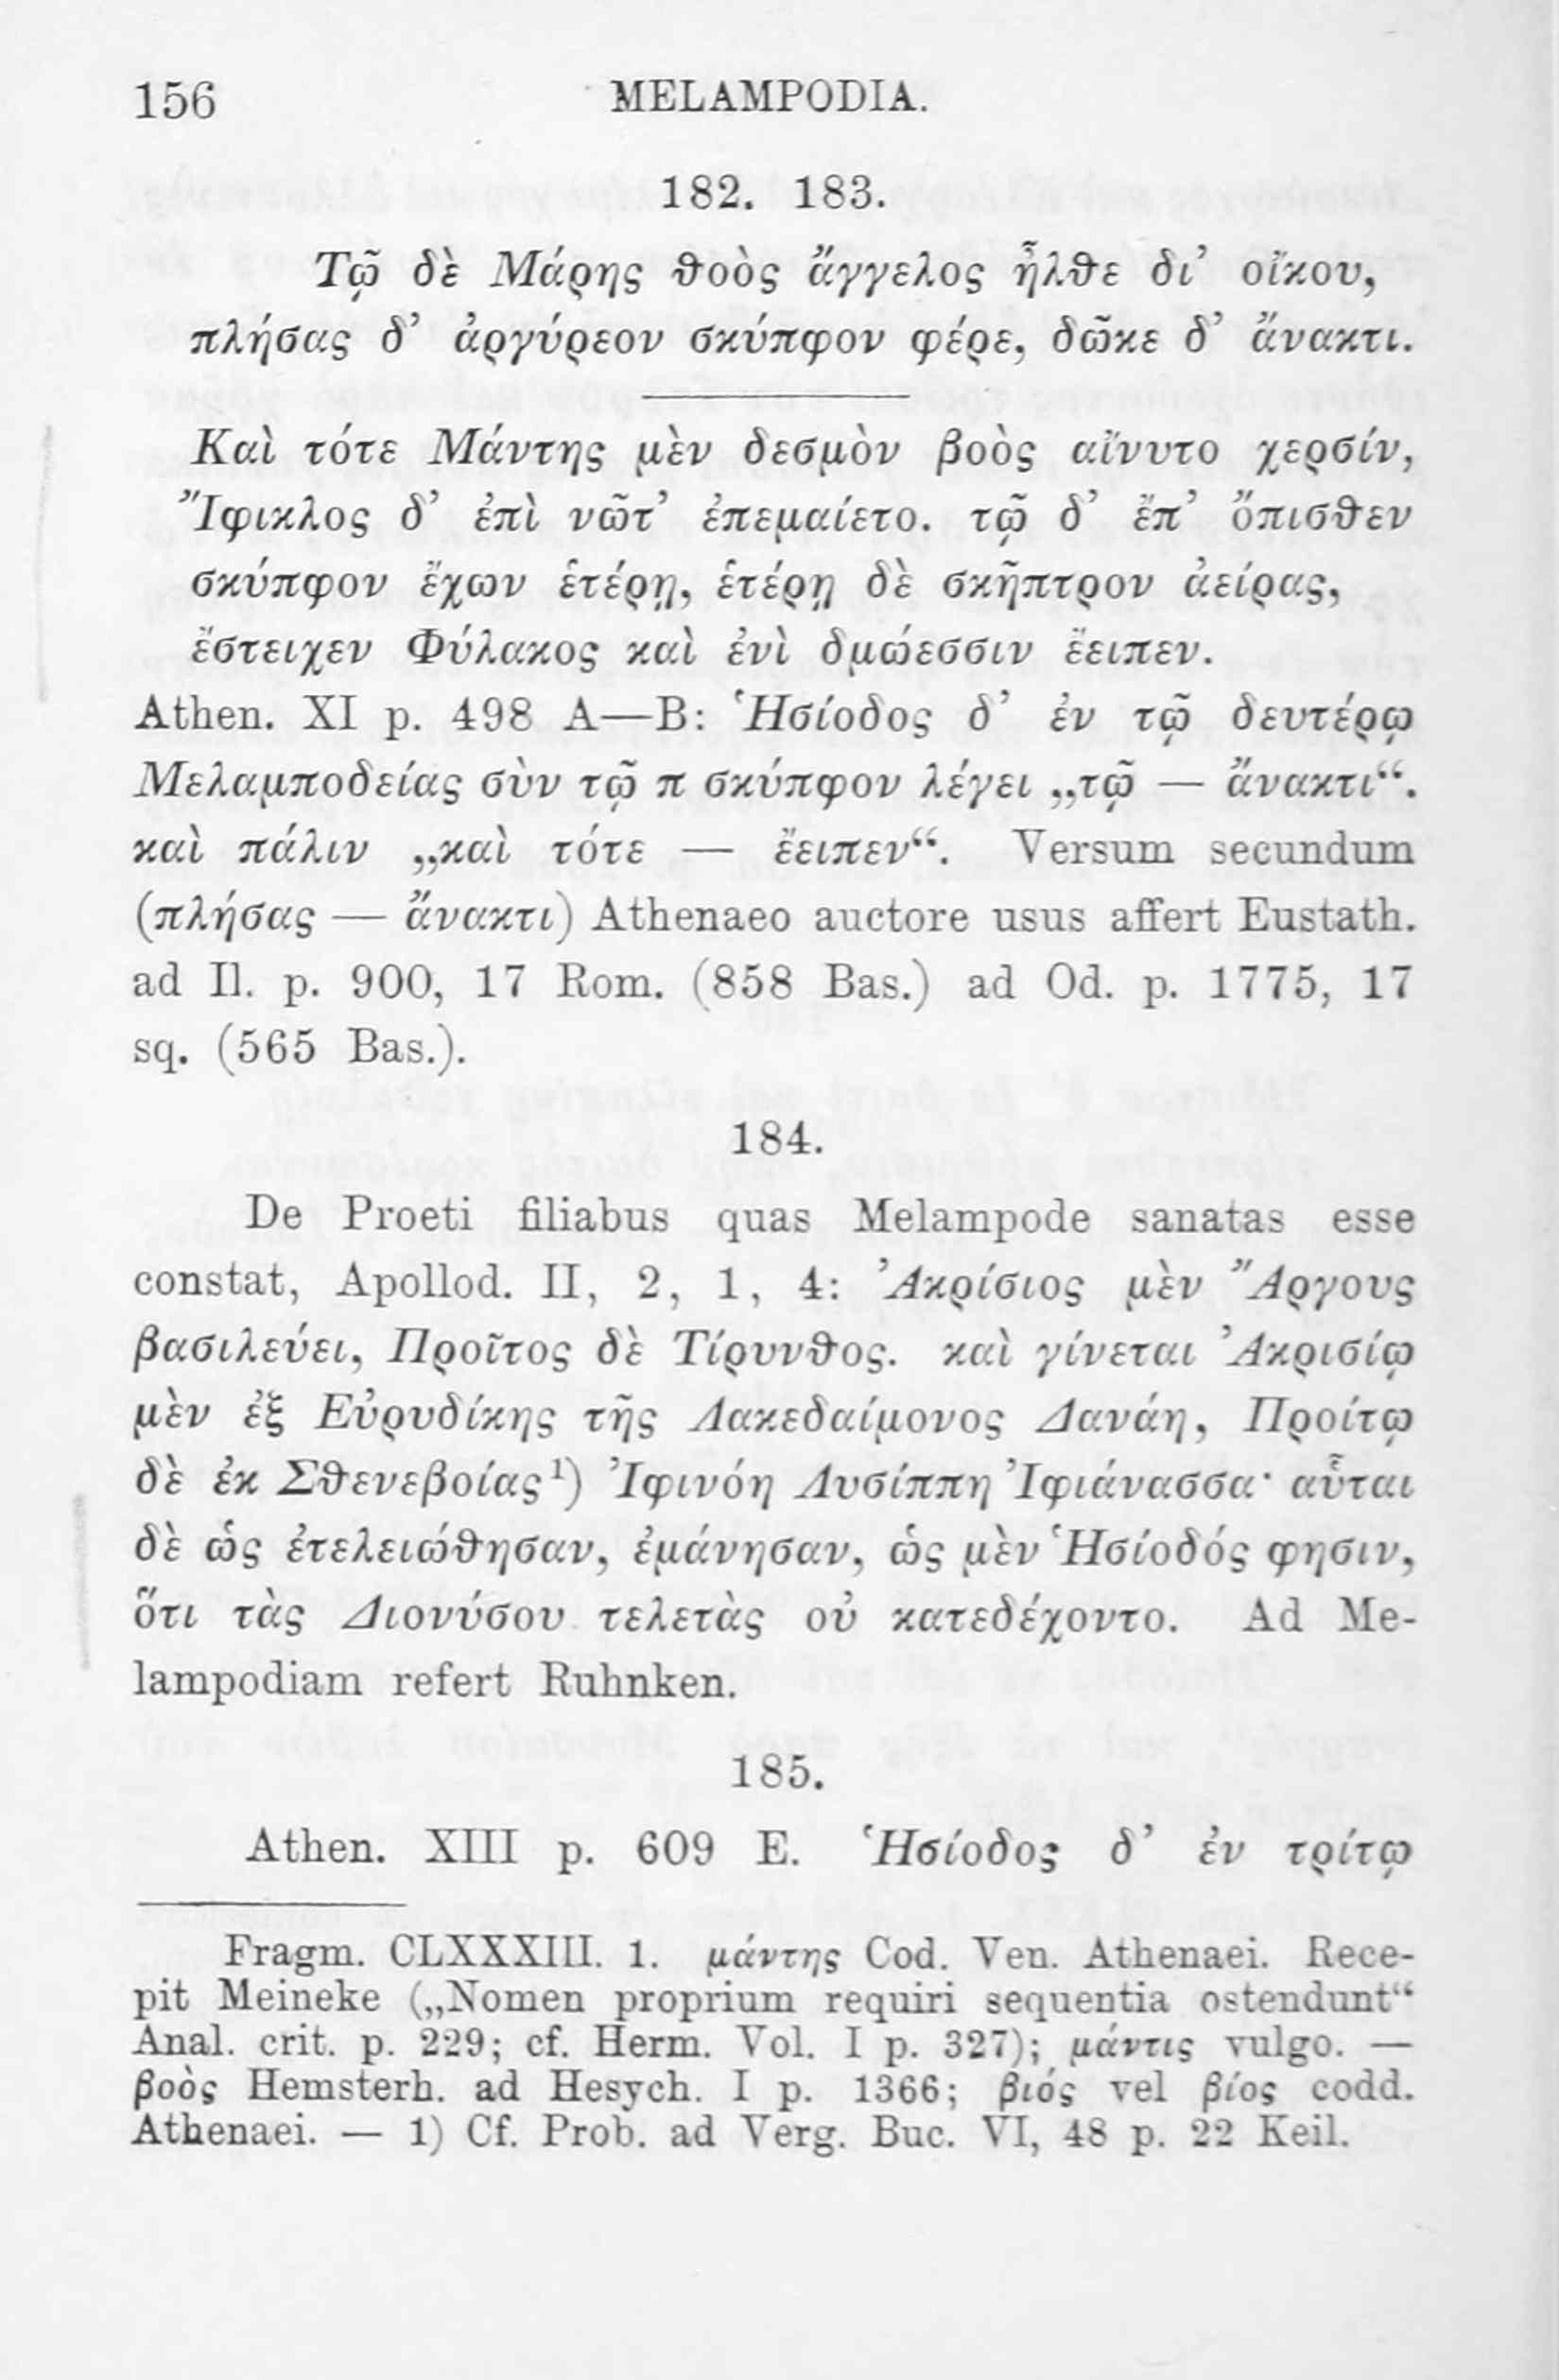 156
MELAMPODIA.
182. 183.
Τῷ δὲ Μάρης θοὸς ἄγγελος ἦλθε δι’ οἴκου,
πλήσας δ’ ἀργύρεον σκύπφον φέρε, δῶκε δ’ ἄνακτι.
Καὶ τότε Μάντης μὲν δεσμὸν βοὸς αἴνυτο χερσίν,
Ἴφικλος δ’ ἐπὶ νῶτ’ ἐπεμαίετο. τῷ δ’ ἔπ’ ὄπισθεν
σκύπφον ἔχων ἑτέρῃ, ἑτέρῃ δὲ σκῆπτρον ἀείρας,
ἔστειχεν Φύλακος καὶ ἐνὶ δμώεσσιν ἔειπεν.
Athen. XI p. 498 A—B: Ἡσίοδος δ’ ἐν τῷ δευτέρῳ
Μελαμποδείας σὺν τῷ π σκύπφον λέγει „τῷ — ἄνακτι“.
καὶ πάλιν „καὶ τότε — ἔειπεν“. Versum secundum
(πλήσας — ἄνακτι) Athenaeo auctore usus affert Eustath.
ad Il. p. 900, 17 Rom. (858 Bas.) ad Od. p. 1775, 17
sq. (565 Bas.).
184.
De Proeti filiabus quas Melampode sanatas esse
constat, Apollod. II, 2, 1, 4: Ἀκρίσιος μὲν Ἄργους
βασιλεύει, Προῖτος δὲ Τίρυνθος. καὶ γίνεται Ἀκρισίῳ
μὲν ἐξ Εὐρυδίκης τῆς Λακεδαίμονος Δανάη, Προίτῳ
δὲ ἐκ Σθενεβοίας¹) Ἰφινόη Λυσίππη Ἰφιάνασσα· αὗται
δὲ ὡς ἐτελειώθησαν, ἐμάνησαν, ὡς μὲν Ἡσίοδός φησιν,
ὅτι τὰς Διονύσου τελετὰς οὐ κατεδέχοντο. Ad Me-
lampodiam refert Ruhnken.
185.
Athen. XIII p. 609 E. Ἡσίοδος δ’ ἐν τρίτῳ
Fragm. CLXXXIII. 1. μάντης Cod. Ven. Athenaei. Rece-
pit Meineke („Nomen proprium requiri sequentia ostendunt“
Anal. crit. p. 229; cf. Herm. Vol. I p. 327); μάντις vulgo. —
βοὸς Hemsterh. ad Hesych. I p. 1366; βιός vel βίος codd.
Athenaei. — 1) Cf. Prob. ad Verg. Buc. VI, 48 p. 22 Keil.